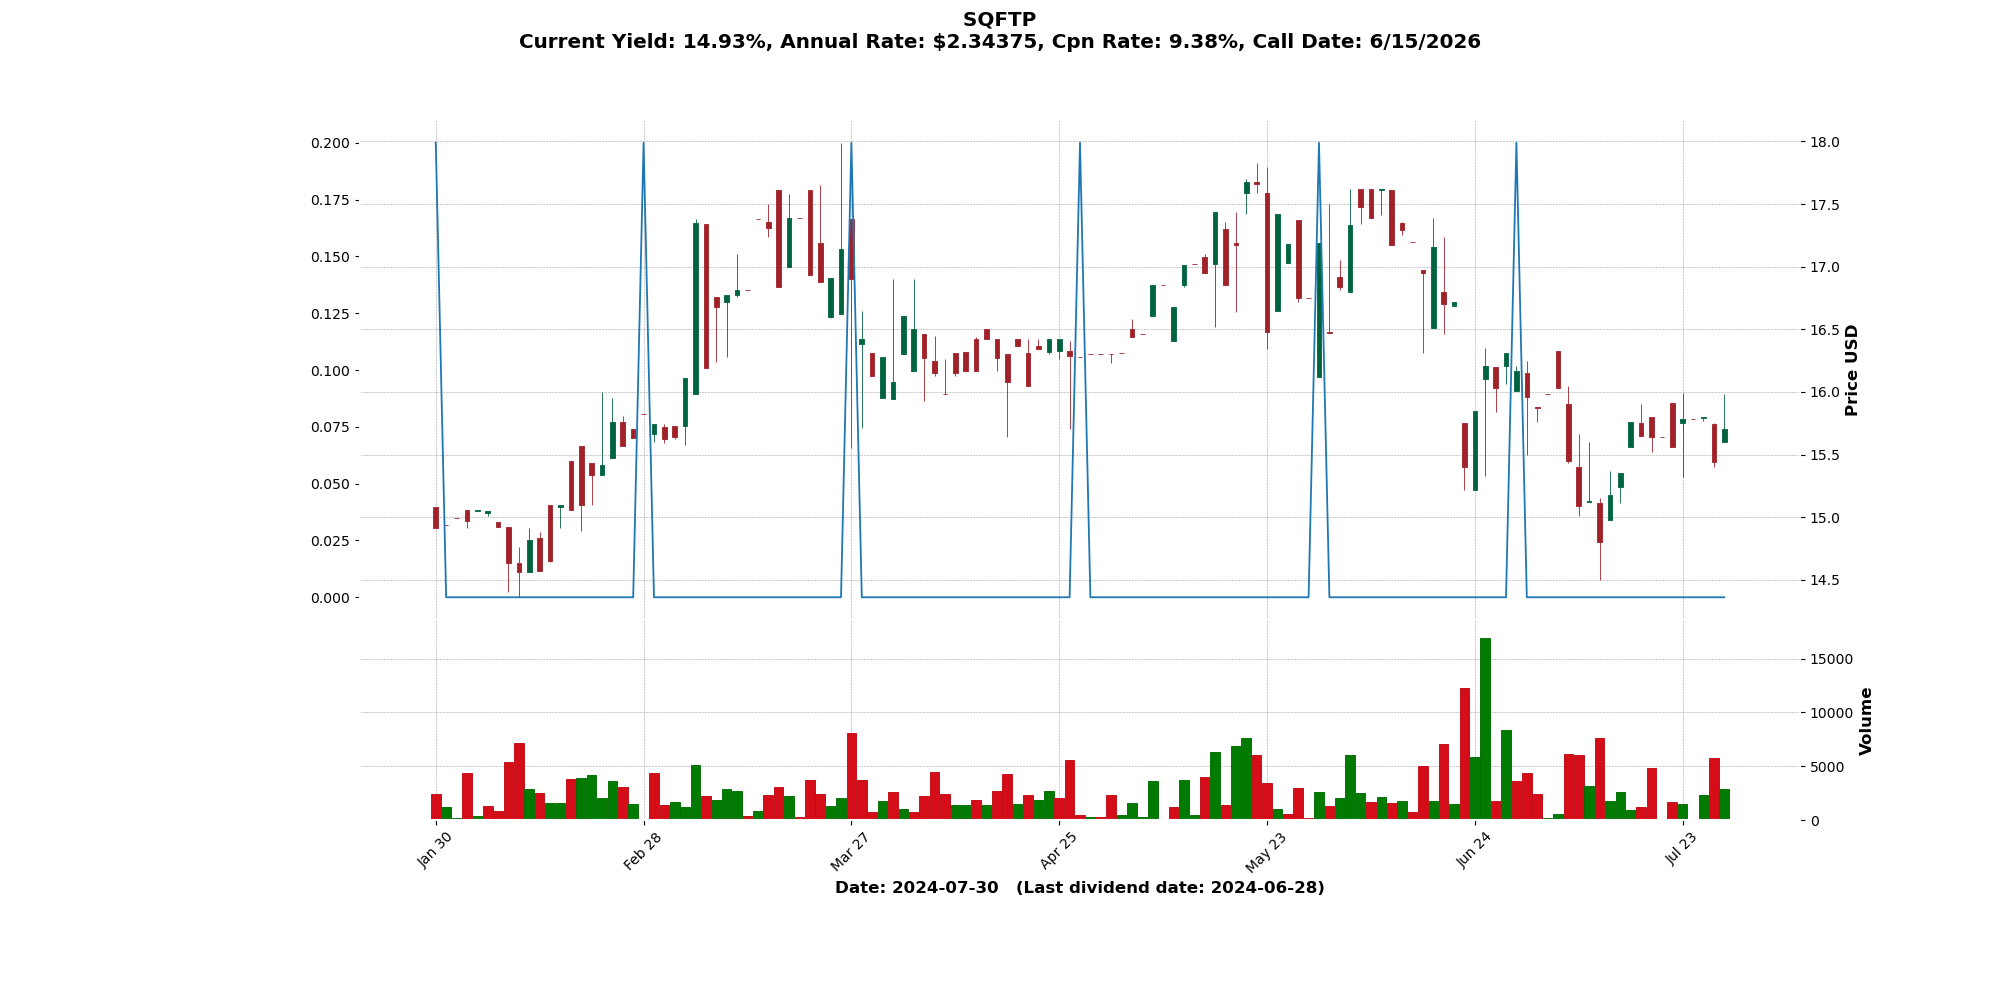 SQFTP
Current Yield: 14.93%, Annual Rate: $2.34375, Cpn Rate: 9.38%, Call Date: 6/15/2026
0.200
0.175
0.150
0.125
0.100
0.075
0.050
0.025
0.000
18.0
17.5
17.0
16.5
16.0
15.5
15.0
14.5
Price USD
15000
10000
5000
0
Volume
Jan 30
Feb 28
Mar 27
Apr 25
May 23
Jun 24
Jul 23
Date: 2024-07-30 (Last dividend date: 2024-06-28)